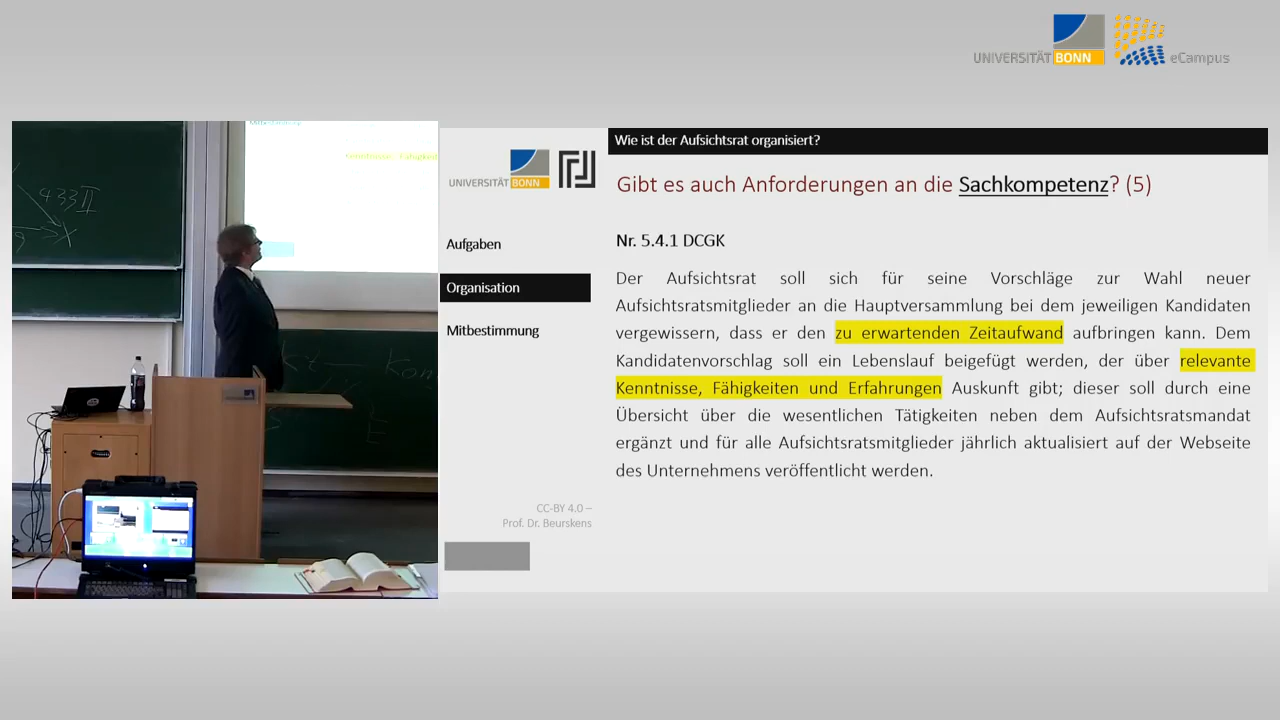 UNIVERSITÄT BONN
eCampus
433 II
X
UNIVERSITÄT BONN
Aufgaben
Organisation
Mitbestimmung
CC-BY 4.0 –
Prof. Dr. Beurskens
Wie ist der Aufsichtsrat organisiert?
Gibt es auch Anforderungen an die Sachkompetenz? (5)
Nr. 5.4.1 DCGK
Der Aufsichtsrat soll sich für seine Vorschläge zur Wahl neuer
Aufsichtsratsmitglieder an die Hauptversammlung bei dem jeweiligen Kandidaten
vergewissern, dass er den zu erwartenden Zeitaufwand aufbringen kann. Dem
Kandidatenvorschlag soll ein Lebenslauf beigefügt werden, der über relevante
Kenntnisse, Fähigkeiten und Erfahrungen Auskunft gibt; dieser soll durch eine
Übersicht über die wesentlichen Tätigkeiten neben dem Aufsichtsratsmandat
ergänzt und für alle Aufsichtsratsmitglieder jährlich aktualisiert auf der Webseite
des Unternehmens veröffentlicht werden.